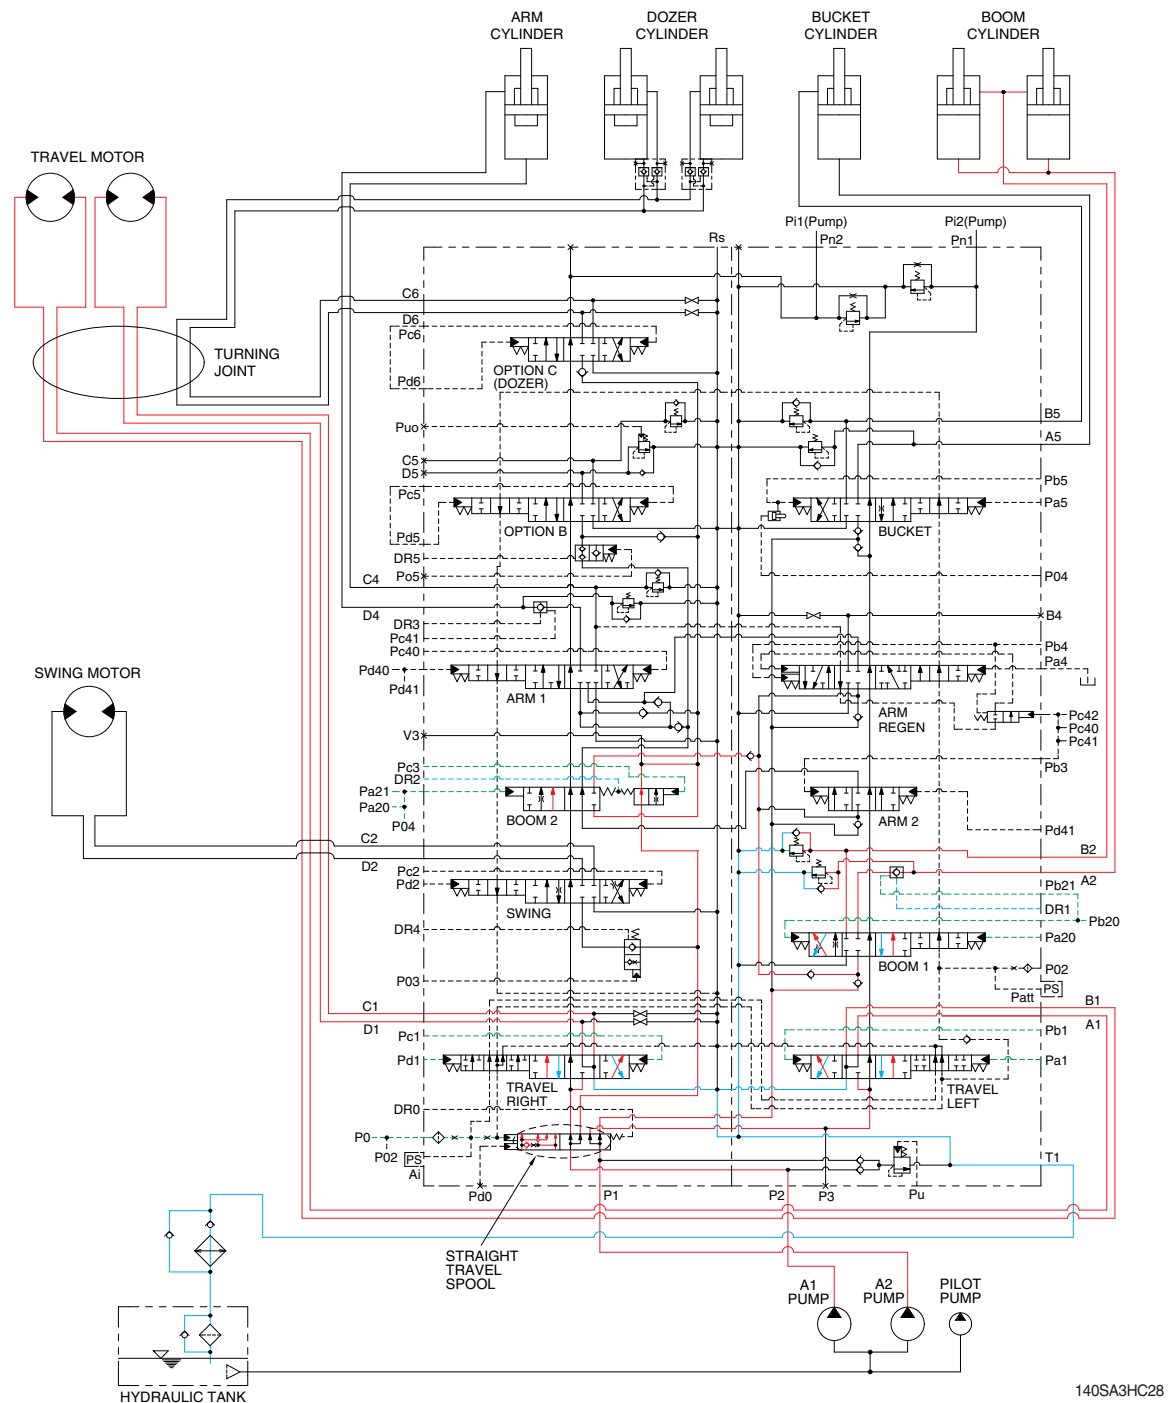 ARM
CYLINDER
DOZER
CYLINDER
BUCKET
CYLINDER
BOOM
CYLINDER
TRAVEL MOTOR
TURNING
JOINT
SWING MOTOR
Rs
Pi1(Pump)
Pn2
Pi2(Pump)
Pn1
C6
D6
Pc6
Pd6
OPTION C
(DOZER)
Puo
C5
D5
Pc5
Pd5
OPTION B
DR5
Po5
C4
D4
DR3
Pc41
Pc40
Pd40
Pd41
ARM 1
V3
Pc3
DR2
Pa21
Pa20
P04
BOOM 2
C2
D2
Pc2
Pd2
SWING
DR4
P03
C1
D1
Pc1
Pd1
TRAVEL
RIGHT
DR0
P0
P02
PS
Ai
Pd0
P1
P2
P3
Pu
T1
B5
A5
Pb5
Pa5
BUCKET
P04
B4
Pb4
Pa4
ARM
REGEN
Pc42
Pc40
Pc41
Pb3
ARM 2
Pd41
B2
A2
Pb21
DR1
Pb20
Pa20
BOOM 1
P02
PS
Patt
B1
A1
Pb1
Pa1
TRAVEL
LEFT
STRAIGHT
TRAVEL
SPOOL
A1
PUMP
A2
PUMP
PILOT
PUMP
HYDRAULIC TANK
140SA3HC28